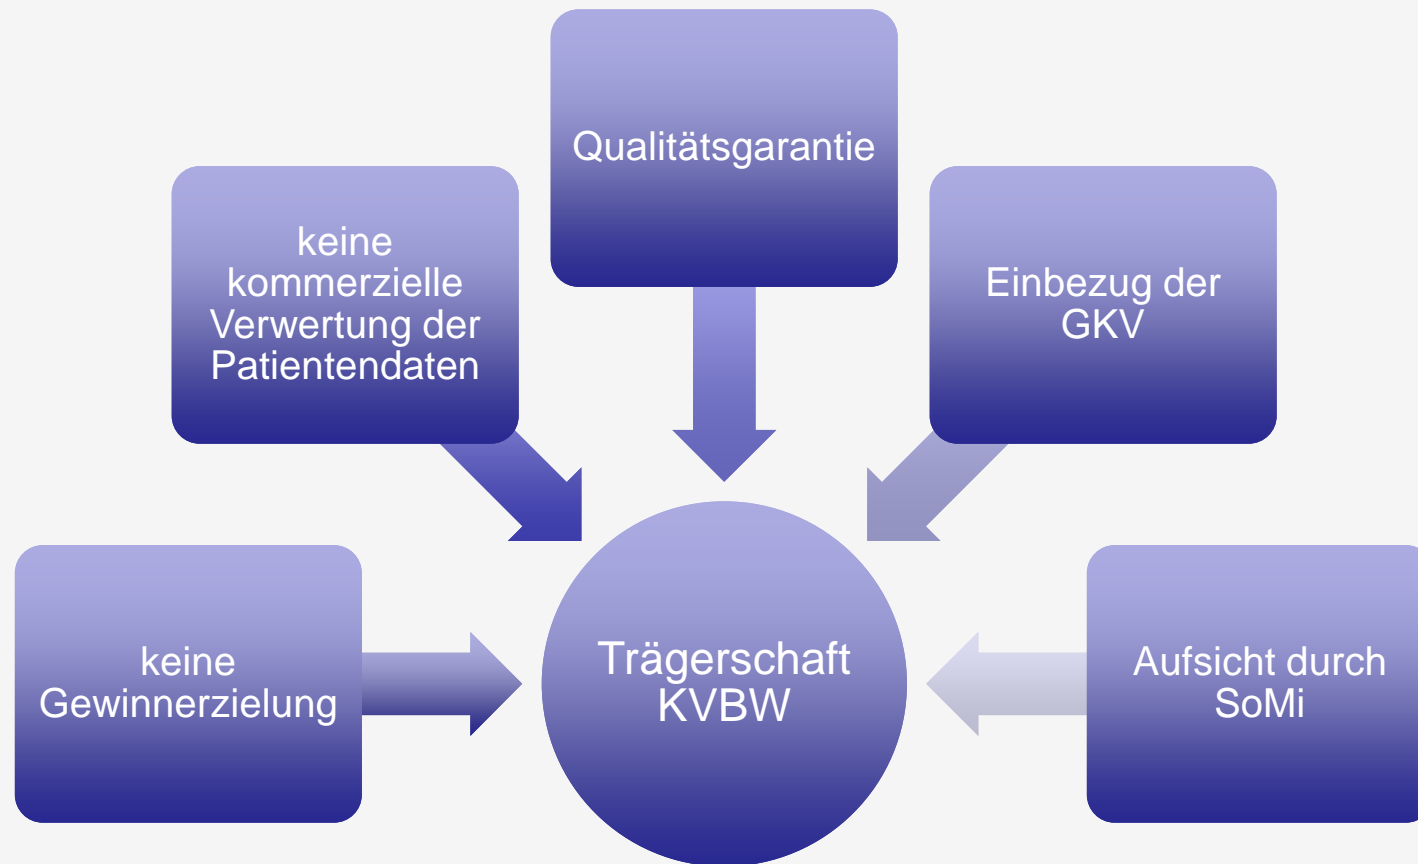 Qualitätsgarantie
keine
kommerzielle
Verwertung der
Patientendaten
Einbezug der
GKV
keine
Gewinnerzielung
Trägerschaft
KVBW
Aufsicht durch
SoMi